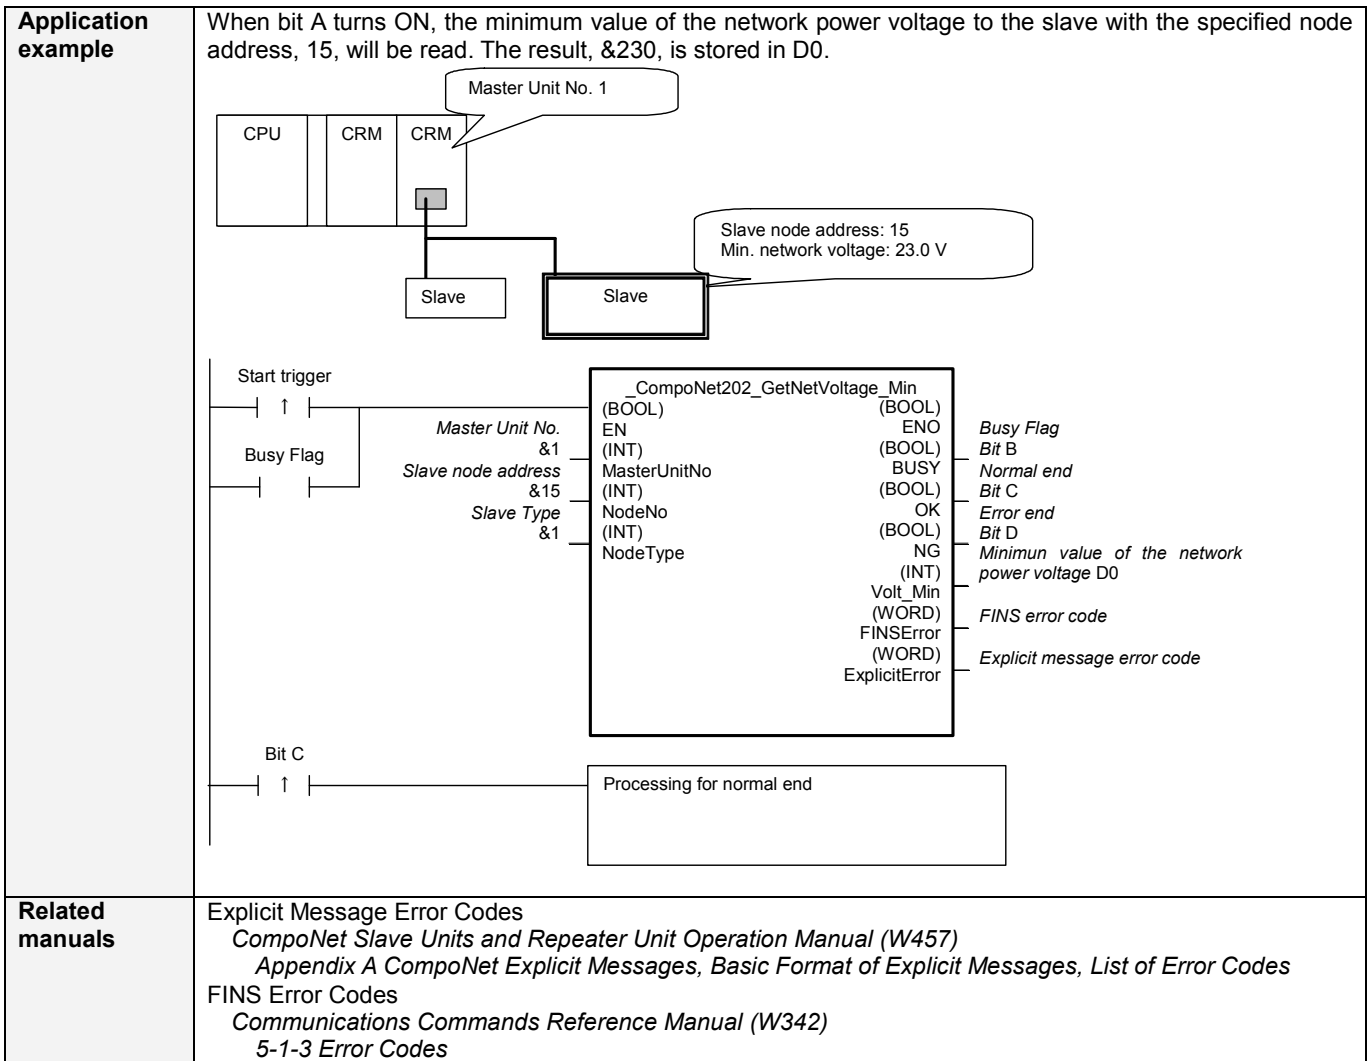 Application
example
When bit A turns ON, the minimum value of the network power voltage to the slave with the specified node
address, 15, will be read. The result, &230, is stored in D0.
Master Unit No. 1
CPU
CRM
CRM
Slave node address: 15
Min. network voltage: 23.0 V
Slave
Slave
Start trigger
↑
Busy Flag
Master Unit No.
&1
Slave node address
&15
Slave Type
&1
_CompoNet202_GetNetVoltage_Min
(BOOL)
EN
(INT)
MasterUnitNo
(INT)
NodeNo
(INT)
NodeType
(BOOL)
ENO
(BOOL)
BUSY
(BOOL)
OK
(BOOL)
NG
(INT)
Volt_Min
(WORD)
FINSError
(WORD)
ExplicitError
Busy Flag
Bit B
Normal end
Bit C
Error end
Bit D
Minimun value of the network
power voltage D0
FINS error code
Explicit message error code
Bit C
↑
Processing for normal end
Related
manuals
Explicit Message Error Codes
CompoNet Slave Units and Repeater Unit Operation Manual (W457)
Appendix A CompoNet Explicit Messages, Basic Format of Explicit Messages, List of Error Codes
FINS Error Codes
Communications Commands Reference Manual (W342)
5-1-3 Error Codes